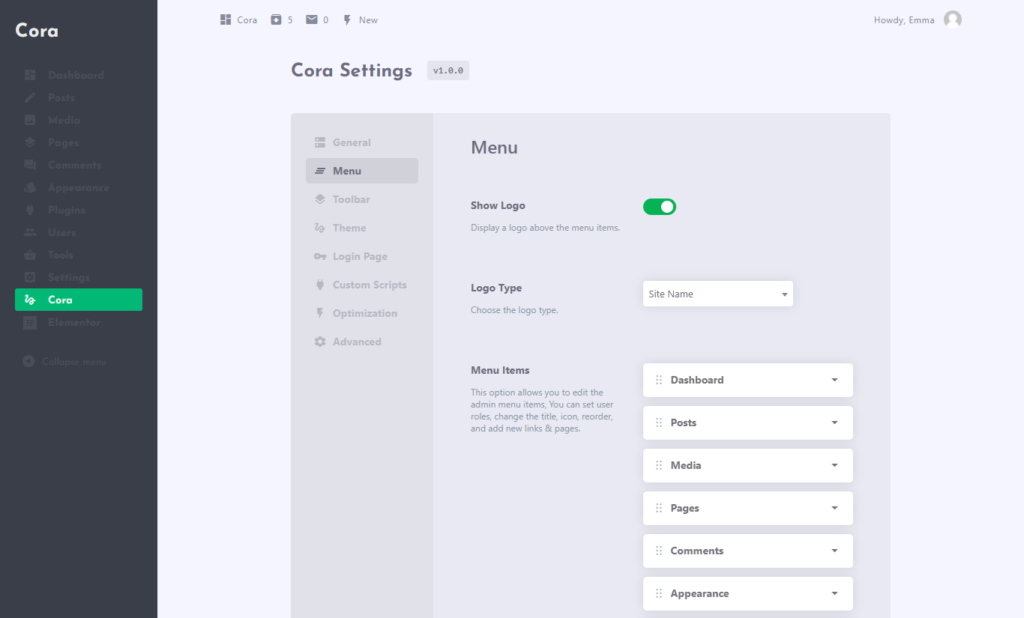 Cora
Dashboard
Posts
Media
Pages
Comments
Appearance
Plugins
Users
Tools
Settings
Cora
Elementor
Collapse menu
Cora 5 0 New
Howdy, Emma
Cora Settings v1.0.0
General
Menu
Toolbar
Theme
Login Page
Custom Scripts
Optimization
Advanced
Menu
Show Logo
Display a logo above the menu items.
Logo Type
Choose the logo type.
Site Name
Menu Items
This option allows you to edit the
admin menu items, You can set user
roles, change the title, icon, reorder,
and add new links & pages.
Dashboard
Posts
Media
Pages
Comments
Appearance